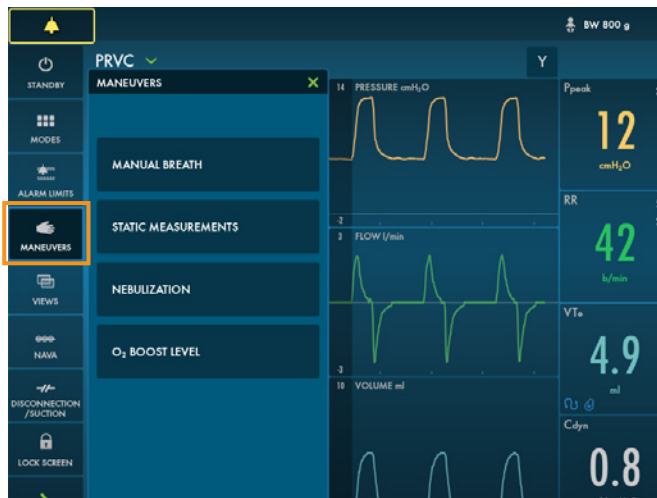 BW 800 g
STANDBY
MODES
ALARM LIMITS
MANEUVERS
VIEWS
NAVA
DISCONNECTION
/SUCTION
LOCK SCREEN
PRVC
Y
MANEUVERS
MANUAL BREATH
STATIC MEASUREMENTS
NEBULIZATION
O₂ BOOST LEVEL
14 PRESSURE cmH₂O
-2
3 FLOW l/min
-3
10 VOLUME ml
Ppeak
12
cmH₂O
RR
42
b/min
VTe
4.9
ml
Cdyn
0.8